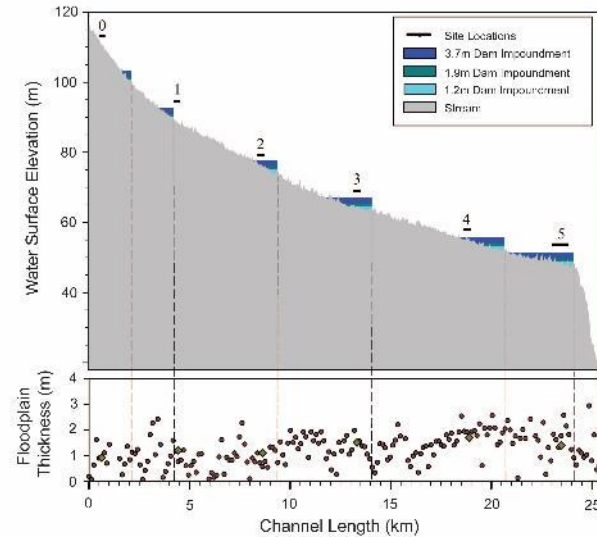 120
100
80
60
40
Water Surface Elevation (m)
0
1
2
3
4
5
Site Locations
3.7m Dam Impoundment
1.9m Dam Impoundment
1.2m Dam Impoundment
Stream
4
3
2
1
0
Floodplain
Thickness (m)
0
5
10
15
20
25
Channel Length (km)